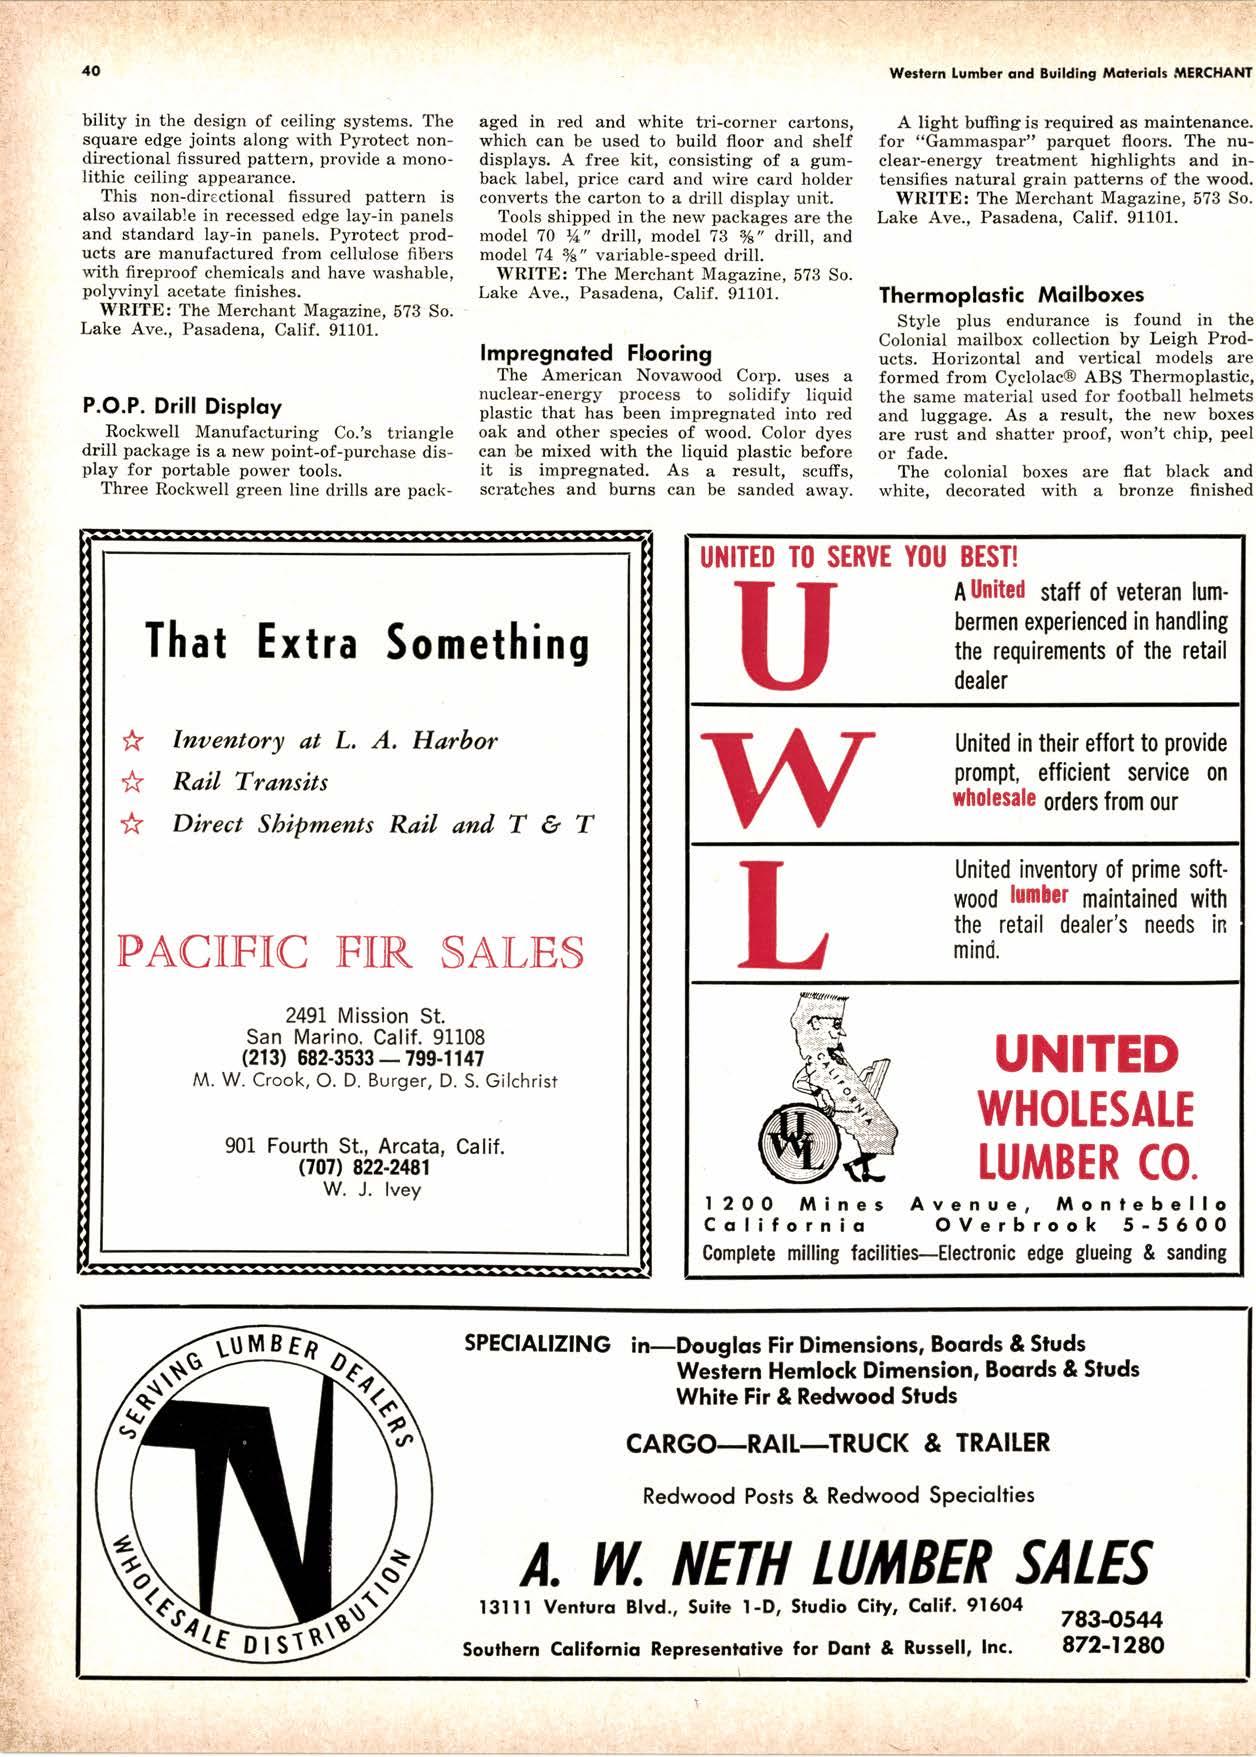 40
Western Lumber and Building Materials MERCHANT
bility in the design of ceiling systems. The
square edge joints along with Pyrotect non-
directional fissured pattern, provide a mono-
lithic ceiling appearance.
This non-directional fissured pattern is
also available in recessed edge lay-in panels
and standard lay-in panels. Pyrotect prod-
ucts are manufactured from cellulose fibers
with fireproof chemicals and have washable,
polyvinyl acetate finishes.
WRITE: The Merchant Magazine, 573 So.
Lake Ave., Pasadena, Calif. 91101.
P.O.P. Drill Display
Rockwell Manufacturing Co.'s triangle
drill package is a new point-of-purchase dis-
play for portable power tools.
Three Rockwell green line drills are pack-
aged in red and white tri-corner cartons,
which can be used to build floor and shelf
displays. A free kit, consisting of a gum-
back label, price card and wire card holder
converts the carton to a drill display unit.
Tools shipped in the new packages are the
model 70 ¼″ drill, model 73 ⅜″ drill, and
model 74 ⅜″ variable-speed drill.
WRITE: The Merchant Magazine, 573 So.
Lake Ave., Pasadena, Calif. 91101.
Impregnated Flooring
The American Novawood Corp. uses a
nuclear-energy process to solidify liquid
plastic that has been impregnated into red
oak and other species of wood. Color dyes
can be mixed with the liquid plastic before
it is impregnated. As a result, scuffs,
scratches and burns can be sanded away.
A light buffing is required as maintenance.
for "Gammaspar" parquet floors. The nu-
clear-energy treatment highlights and in-
tensifies natural grain patterns of the wood.
WRITE: The Merchant Magazine, 573 So.
Lake Ave., Pasadena, Calif. 91101.
Thermoplastic Mailboxes
Style plus endurance is found in the
Colonial mailbox collection by Leigh Prod-
ucts. Horizontal and vertical models are
formed from Cyclolac® ABS Thermoplastic,
the same material used for football helmets
and luggage. As a result, the new boxes
are rust and shatter proof, won't chip, peel
or fade.
The colonial boxes are flat black and
white, decorated with a bronze finished
That Extra Something
☆ Inventory at L. A. Harbor
☆ Rail Transits
☆ Direct Shipments Rail and T & T
PACIFIC FIR SALES
2491 Mission St.
San Marino, Calif. 91108
(213) 682-3533 — 799-1147
M. W. Crook, O. D. Burger, D. S. Gilchrist
901 Fourth St., Arcata, Calif.
(707) 822-2481
W. J. Ivey
UNITED TO SERVE YOU BEST!
U
A United staff of veteran lum-
bermen experienced in handling
the requirements of the retail
dealer
W
United in their effort to provide
prompt, efficient service on
wholesale orders from our
L
United inventory of prime soft-
wood lumber maintained with
the retail dealer's needs in
mind.
CALIFORNIA
UWL
UNITED
WHOLESALE
LUMBER CO.
1200 Mines Avenue, Montebello
California OVerbrook 5-5600
Complete milling facilities—Electronic edge glueing & sanding
SERVING LUMBER DEALERS
N
WHOLESALE DISTRIBUTION
SPECIALIZING in—Douglas Fir Dimensions, Boards & Studs
Western Hemlock Dimension, Boards & Studs
White Fir & Redwood Studs
CARGO—RAIL—TRUCK & TRAILER
Redwood Posts & Redwood Specialties
A. W. NETH LUMBER SALES
13111 Ventura Blvd., Suite 1-D, Studio City, Calif. 91604
783-0544
Southern California Representative for Dant & Russell, Inc.
872-1280